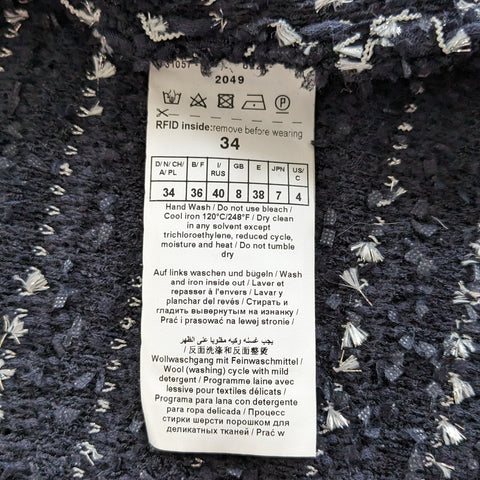 2049
RFID inside:remove before wearing
34
D/ N/ CH/ A/ PL B/ F I/ RUS GB E JPN US/ C
34 36 40 8 38 7 4
Hand Wash / Do not use bleach /
Cool iron 120°C/248°F / Dry clean
in any solvent except
trichloroethylene, reduced cycle,
moisture and heat / Do not tumble
dry
Auf links waschen und bügeln / Wash
and iron inside out / Laver et
repasser à l'envers / Lavar y
planchar del revés / Стирать и
гладить вывернутым на изнанку /
Prać i prasować na lewej stronie /
يجب غسله وكيه مقلوبا على الظهر
/ 反面洗滌和反面整燙 /
Wollwaschgang mit Feinwaschmittel /
Wool (washing) cycle with mild
detergent / Programme laine avec
lessive pour textiles délicats /
Programa para lana con detergente
para ropa delicada / Процесс
стирки шерсти порошком для
деликатных тканей / Prać w